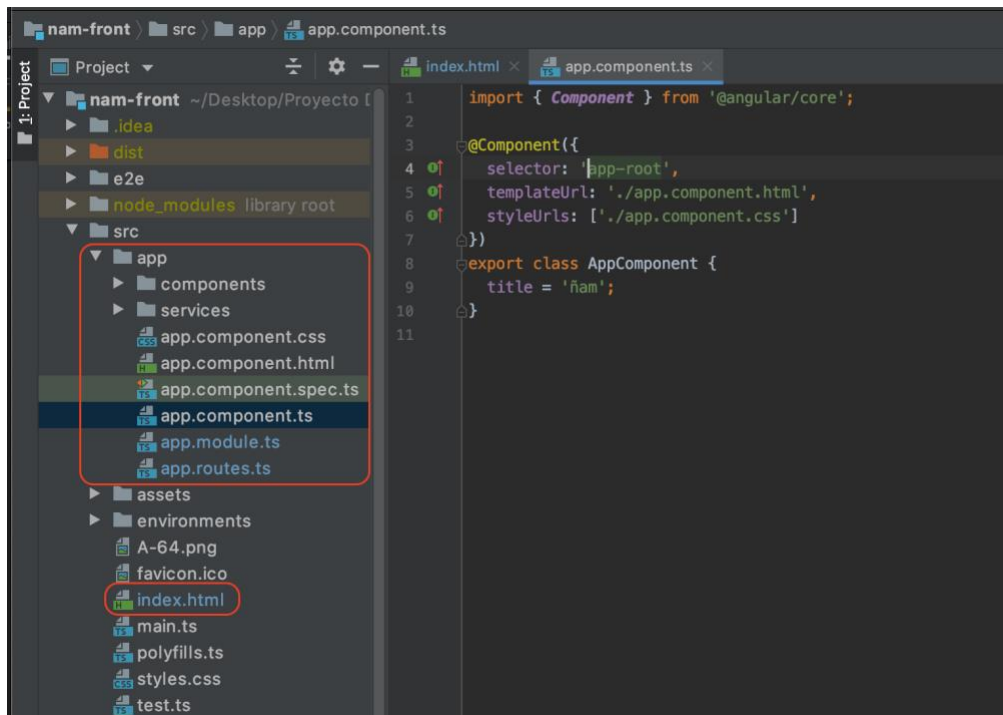 nam-front src app app.component.ts
1: Project
Project
nam-front ~/Desktop/Proyecto
.idea
dist
e2e
node_modules library root
src
app
components
services
app.component.css
app.component.html
app.component.spec.ts
app.component.ts
app.module.ts
app.routes.ts
assets
environments
A-64.png
favicon.ico
index.html
main.ts
polyfills.ts
styles.css
test.ts
index.html app.component.ts
1 import { Component } from '@angular/core';
2
3 @Component({
4 selector: 'app-root',
5 templateUrl: './app.component.html',
6 styleUrls: ['./app.component.css']
7 })
8 export class AppComponent {
9 title = 'ñam';
10 }
11